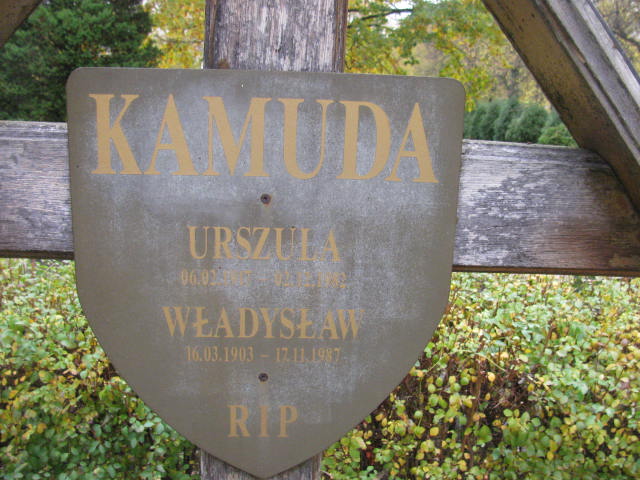 KAMUDA
URSZULA
WŁADYSŁAW
16.03.1903 – 17.11.1987
RIP